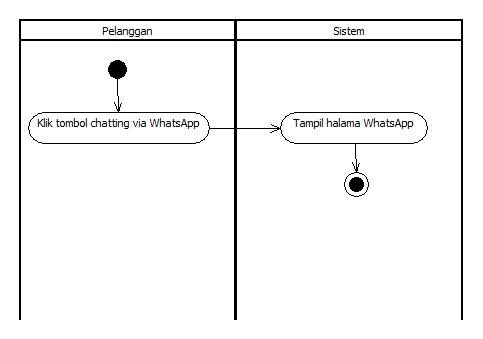 Pelanggan
Sistem
Klik tombol chatting via WhatsApp
Tampil halama WhatsApp